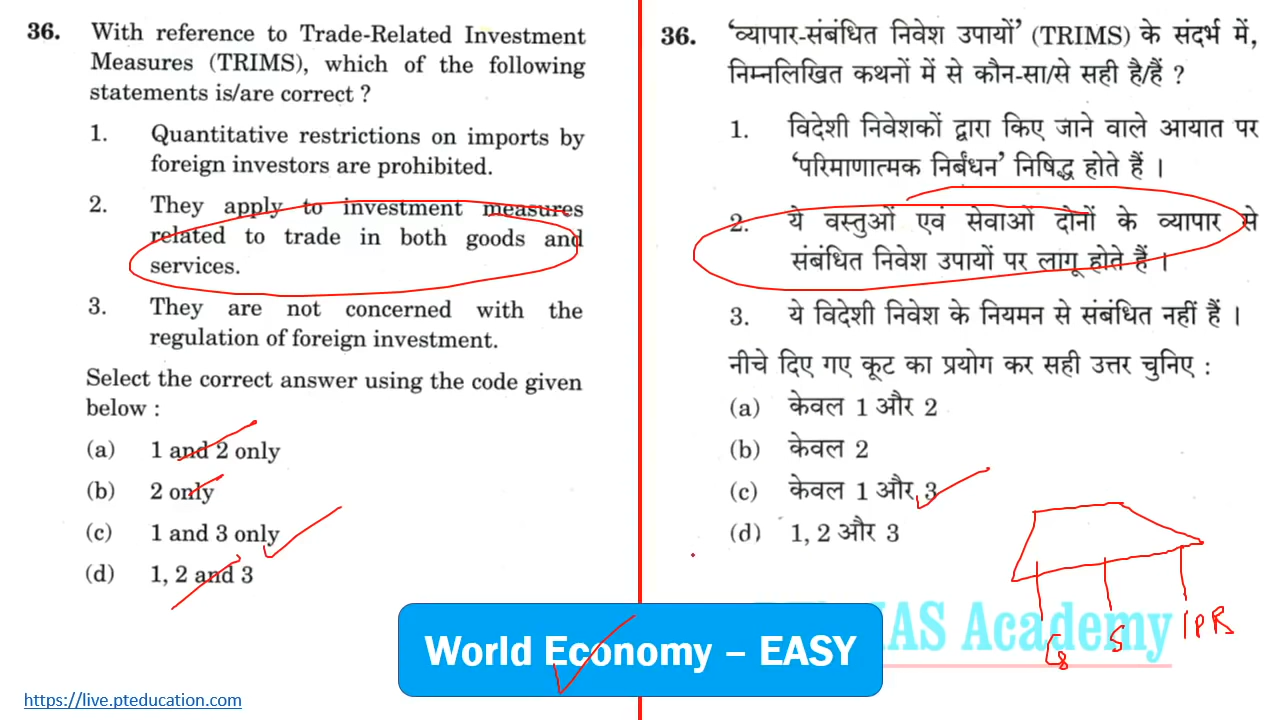 36. With reference to Trade-Related Investment
Measures (TRIMS), which of the following
statements is/are correct ?
1. Quantitative restrictions on imports by
foreign investors are prohibited.
2. They apply to investment measures
related to trade in both goods and
services.
3. They are not concerned with the
regulation of foreign investment.
Select the correct answer using the code given
below :
(a) 1 and 2 only
(b) 2 only
(c) 1 and 3 only
(d) 1, 2 and 3
36. ‘व्यापार-संबंधित निवेश उपायों’ (TRIMS) के संदर्भ में,
निम्नलिखित कथनों में से कौन-सा/से सही है/हैं ?
1. विदेशी निवेशकों द्वारा किए जाने वाले आयात पर
‘परिमाणात्मक निर्बंधन’ निषिद्ध होते हैं ।
2. ये वस्तुओं एवं सेवाओं दोनों के व्यापार से
संबंधित निवेश उपायों पर लागू होते हैं ।
3. ये विदेशी निवेश के नियमन से संबंधित नहीं हैं ।
नीचे दिए गए कूट का प्रयोग कर सही उत्तर चुनिए :
(a) केवल 1 और 2
(b) केवल 2
(c) केवल 1 और 3
(d) 1, 2 और 3
IAS Academy
G S IPR
World Economy – EASY
https://live.pteducation.com